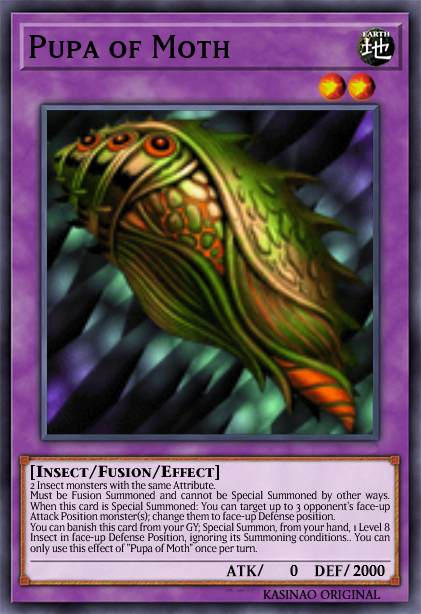 Pupa of Moth
EARTH
地
[Insect/Fusion/Effect]
2 Insect monsters with the same Attribute.
Must be Fusion Summoned and cannot be Special Summoned by other ways.
When this card is Special Summoned: You can target up to 3 opponent's face-up
Attack Position monster(s); change them to face-up Defense position.
You can banish this card from your GY; Special Summon, from your hand, 1 Level 8
Insect in face-up Defense Position, ignoring its Summoning conditions.. You can
only use this effect of "Pupa of Moth" once per turn.
ATK/ 0 DEF/2000
KASINAO ORIGINAL